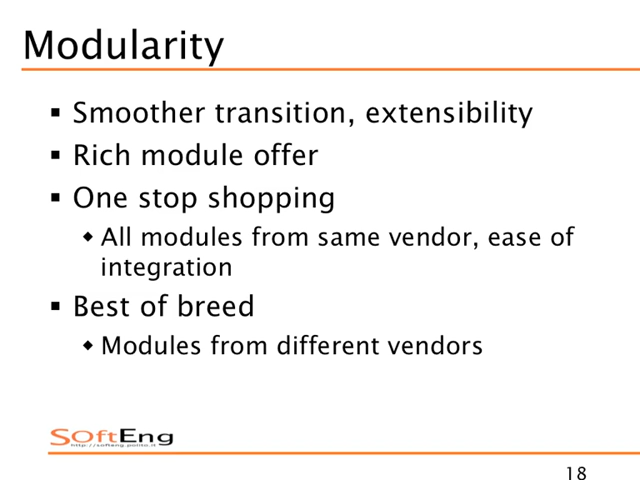 Modularity
▪ Smoother transition, extensibility
▪ Rich module offer
▪ One stop shopping
◆ All modules from same vendor, ease of
integration
▪ Best of breed
◆ Modules from different vendors
SOftEng
http://softeng.polito.it
18